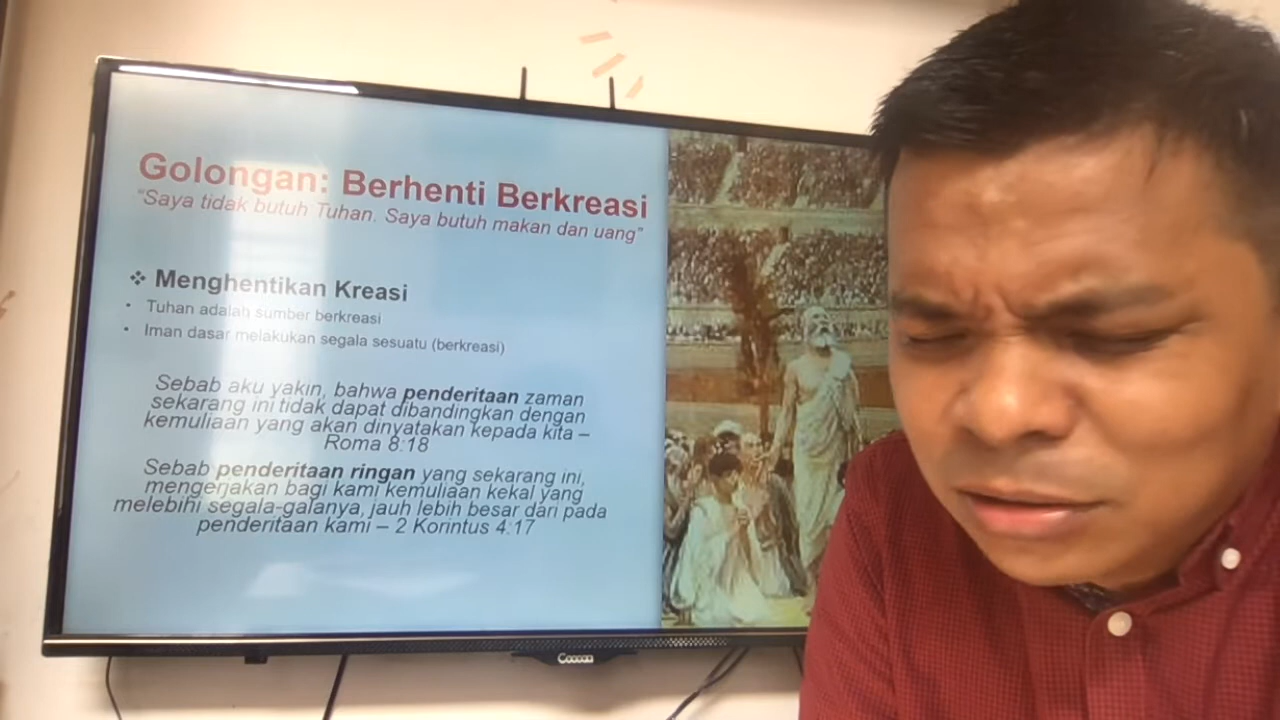 Golongan: Berhenti Berkreasi
"Saya tidak butuh Tuhan. Saya butuh makan dan uang"
❖ Menghentikan Kreasi
• Tuhan adalah sumber berkreasi
• Iman dasar melakukan segala sesuatu (berkreasi)
Sebab aku yakin, bahwa penderitaan zaman
sekarang ini tidak dapat dibandingkan dengan
kemuliaan yang akan dinyatakan kepada kita –
Roma 8:18
Sebab penderitaan ringan yang sekarang ini,
mengerjakan bagi kami kemuliaan kekal yang
melebihi segala-galanya, jauh lebih besar dari pada
penderitaan kami – 2 Korintus 4:17
Coocaa